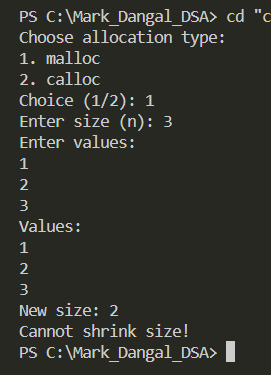 PS C:\Mark_Dangal_DSA> cd "c
Choose allocation type:
1. malloc
2. calloc
Choice (1/2): 1
Enter size (n): 3
Enter values:
1
2
3
Values:
1
2
3
New size: 2
Cannot shrink size!
PS C:\Mark_Dangal_DSA>